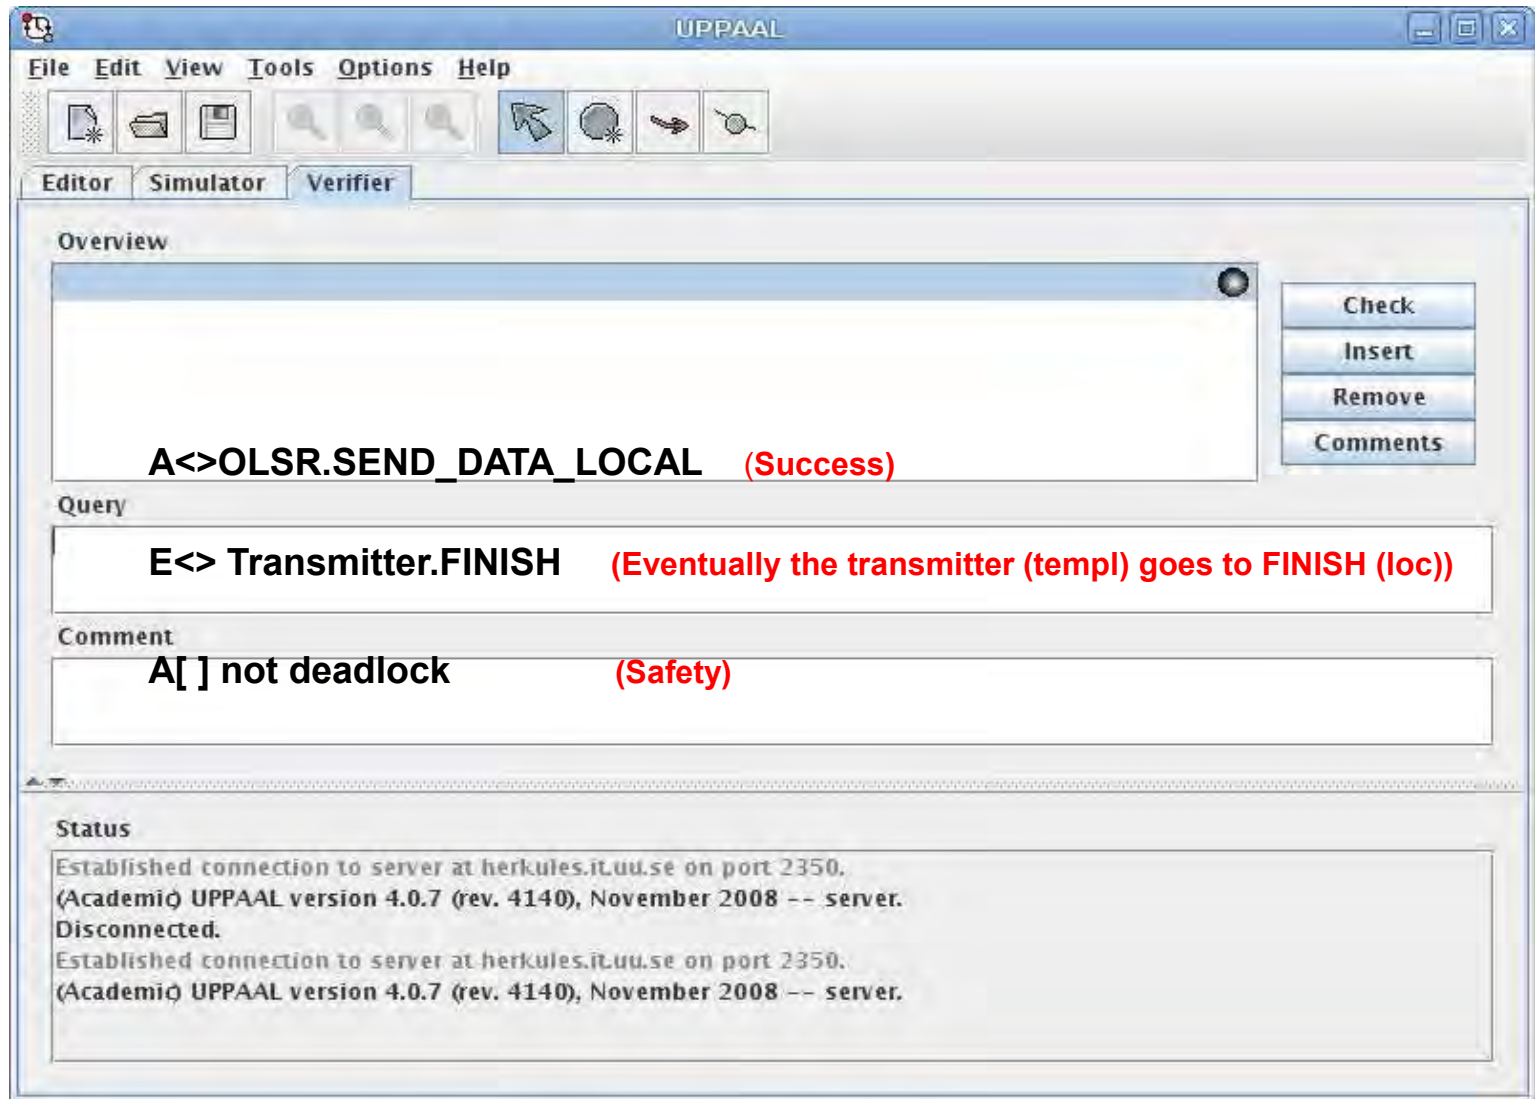 UPPAAL
File Edit View Tools Options Help
Editor Simulator Verifier
Overview
Check
Insert
Remove
Comments
A<>OLSR.SEND_DATA_LOCAL (Success)
Query
E<> Transmitter.FINISH (Eventually the transmitter (templ) goes to FINISH (loc))
Comment
A[ ] not deadlock (Safety)
Status
Established connection to server at herkules.it.uu.se on port 2350.
(Academic) UPPAAL version 4.0.7 (rev. 4140), November 2008 -- server.
Disconnected.
Established connection to server at herkules.it.uu.se on port 2350.
(Academic) UPPAAL version 4.0.7 (rev. 4140), November 2008 -- server.